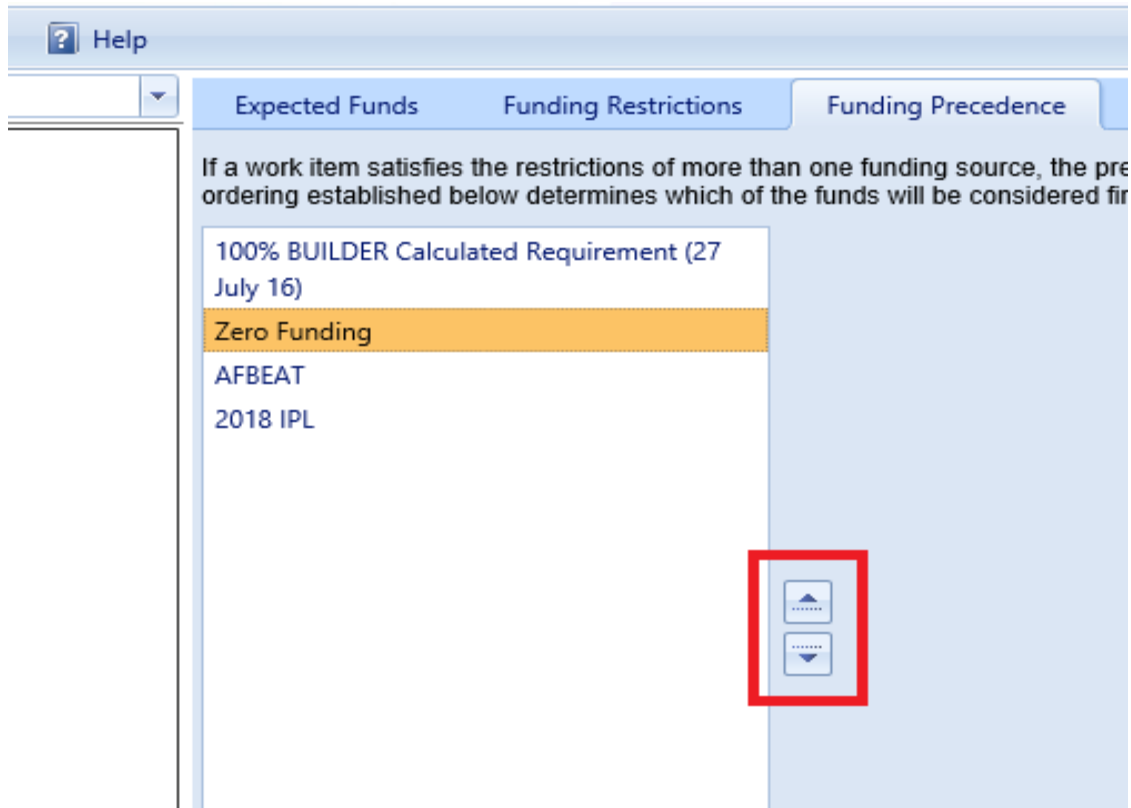 ? Help
Expected Funds Funding Restrictions Funding Precedence
If a work item satisfies the restrictions of more than one funding source, the
ordering established below determines which of the funds will be considered
100% BUILDER Calculated Requirement (27
July 16)
Zero Funding
AFBEAT
2018 IPL